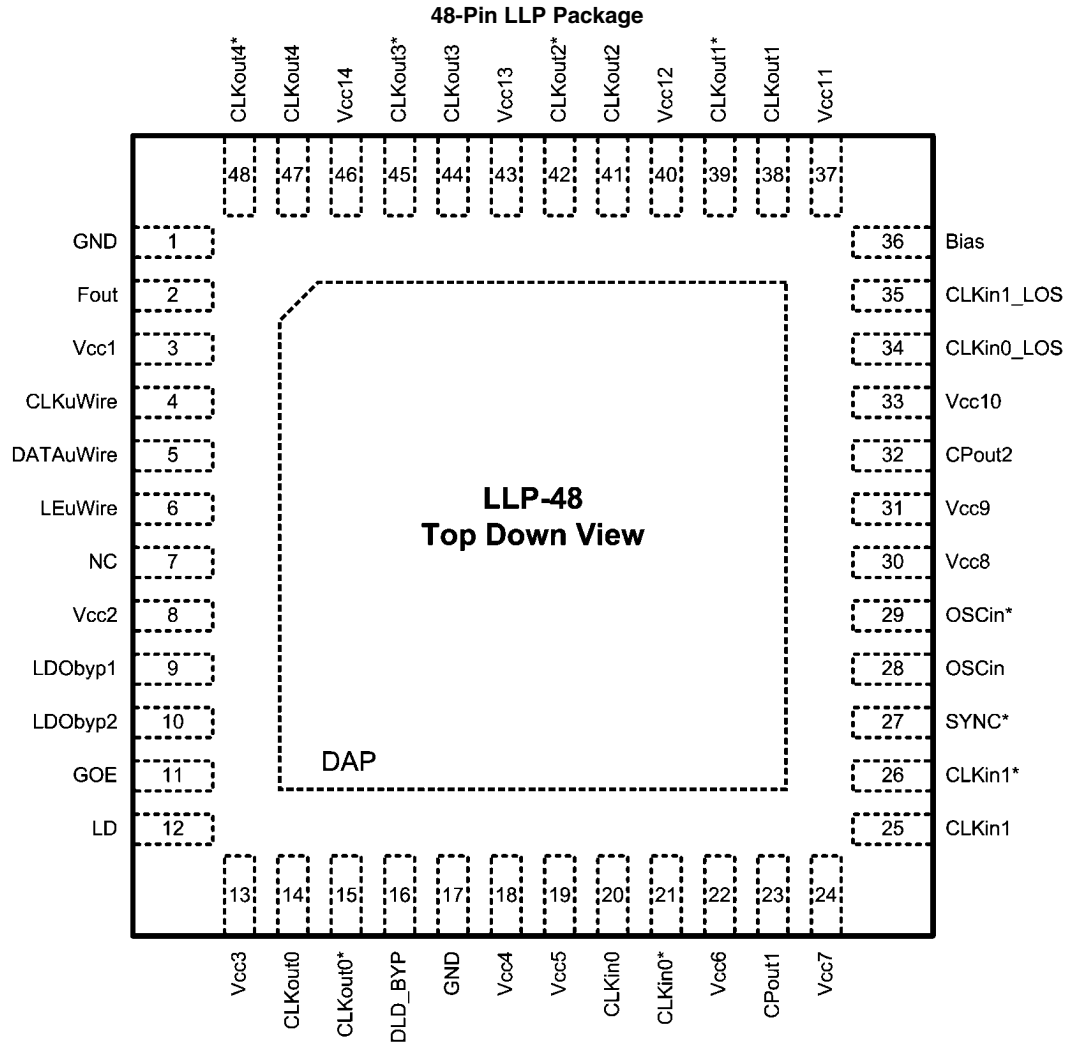 48-Pin LLP Package
CLKout4*
CLKout4
Vcc14
CLKout3*
CLKout3
Vcc13
CLKout2*
CLKout2
Vcc12
CLKout1*
CLKout1
Vcc11
48
47
46
45
44
43
42
41
40
39
38
37
GND 1
Fout 2
Vcc1 3
CLKuWire 4
DATAuWire 5
LEuWire 6
NC 7
Vcc2 8
LDObyp1 9
LDObyp2 10
GOE 11
LD 12
LLP-48
Top Down View
DAP
36 Bias
35 CLKin1_LOS
34 CLKin0_LOS
33 Vcc10
32 CPout2
31 Vcc9
30 Vcc8
29 OSCin*
28 OSCin
27 SYNC*
26 CLKin1*
25 CLKin1
13
14
15
16
17
18
19
20
21
22
23
24
Vcc3
CLKout0
CLKout0*
DLD_BYP
GND
Vcc4
Vcc5
CLKin0
CLKin0*
Vcc6
CPout1
Vcc7